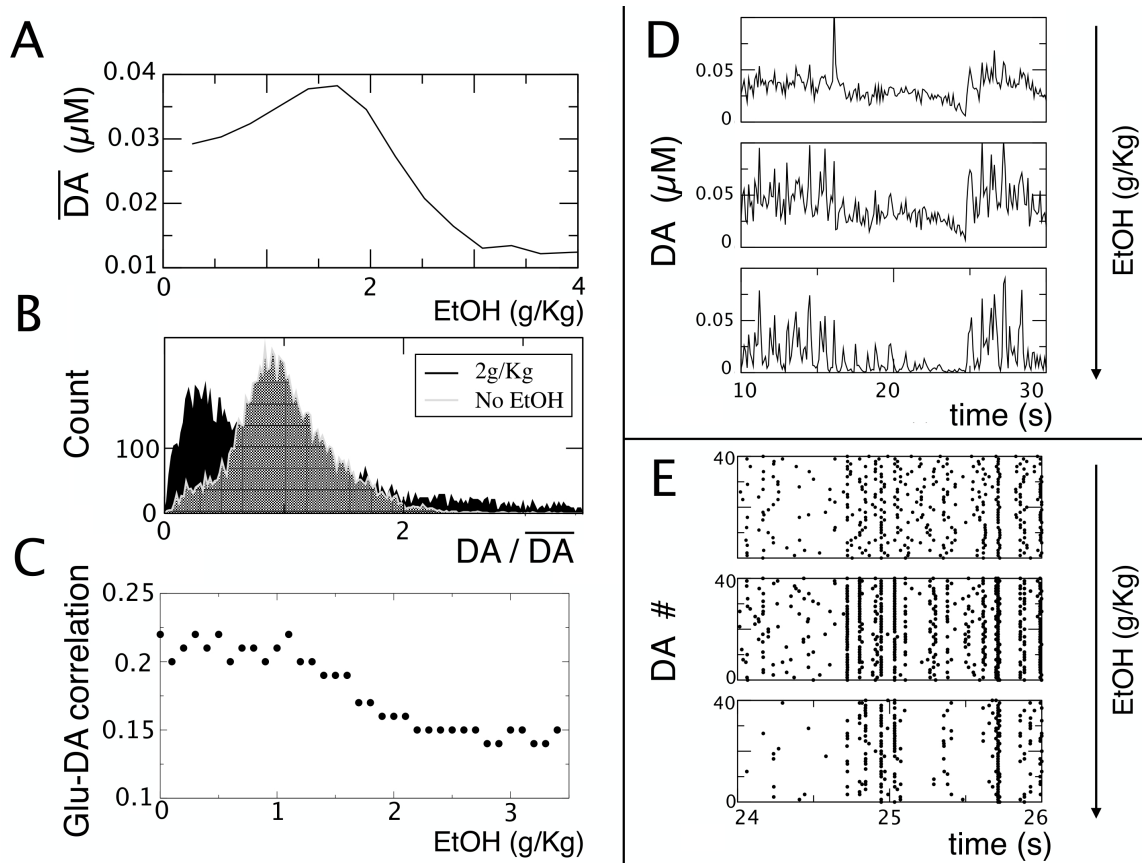 A
DA (µM)
0.04
0.03
0.02
0.01
0
2
4
EtOH (g/Kg)
B
Count
100
0
2g/Kg
No EtOH
0
2
DA / DA
C
Glu-DA correlation
0.25
0.2
0.15
0.1
0
1
2
3
EtOH (g/Kg)
D
DA (µM)
0.05
0
0.05
0
0.05
10
20
30
time (s)
EtOH (g/Kg)
E
DA #
40
0
40
0
40
0
24
25
26
time (s)
EtOH (g/Kg)